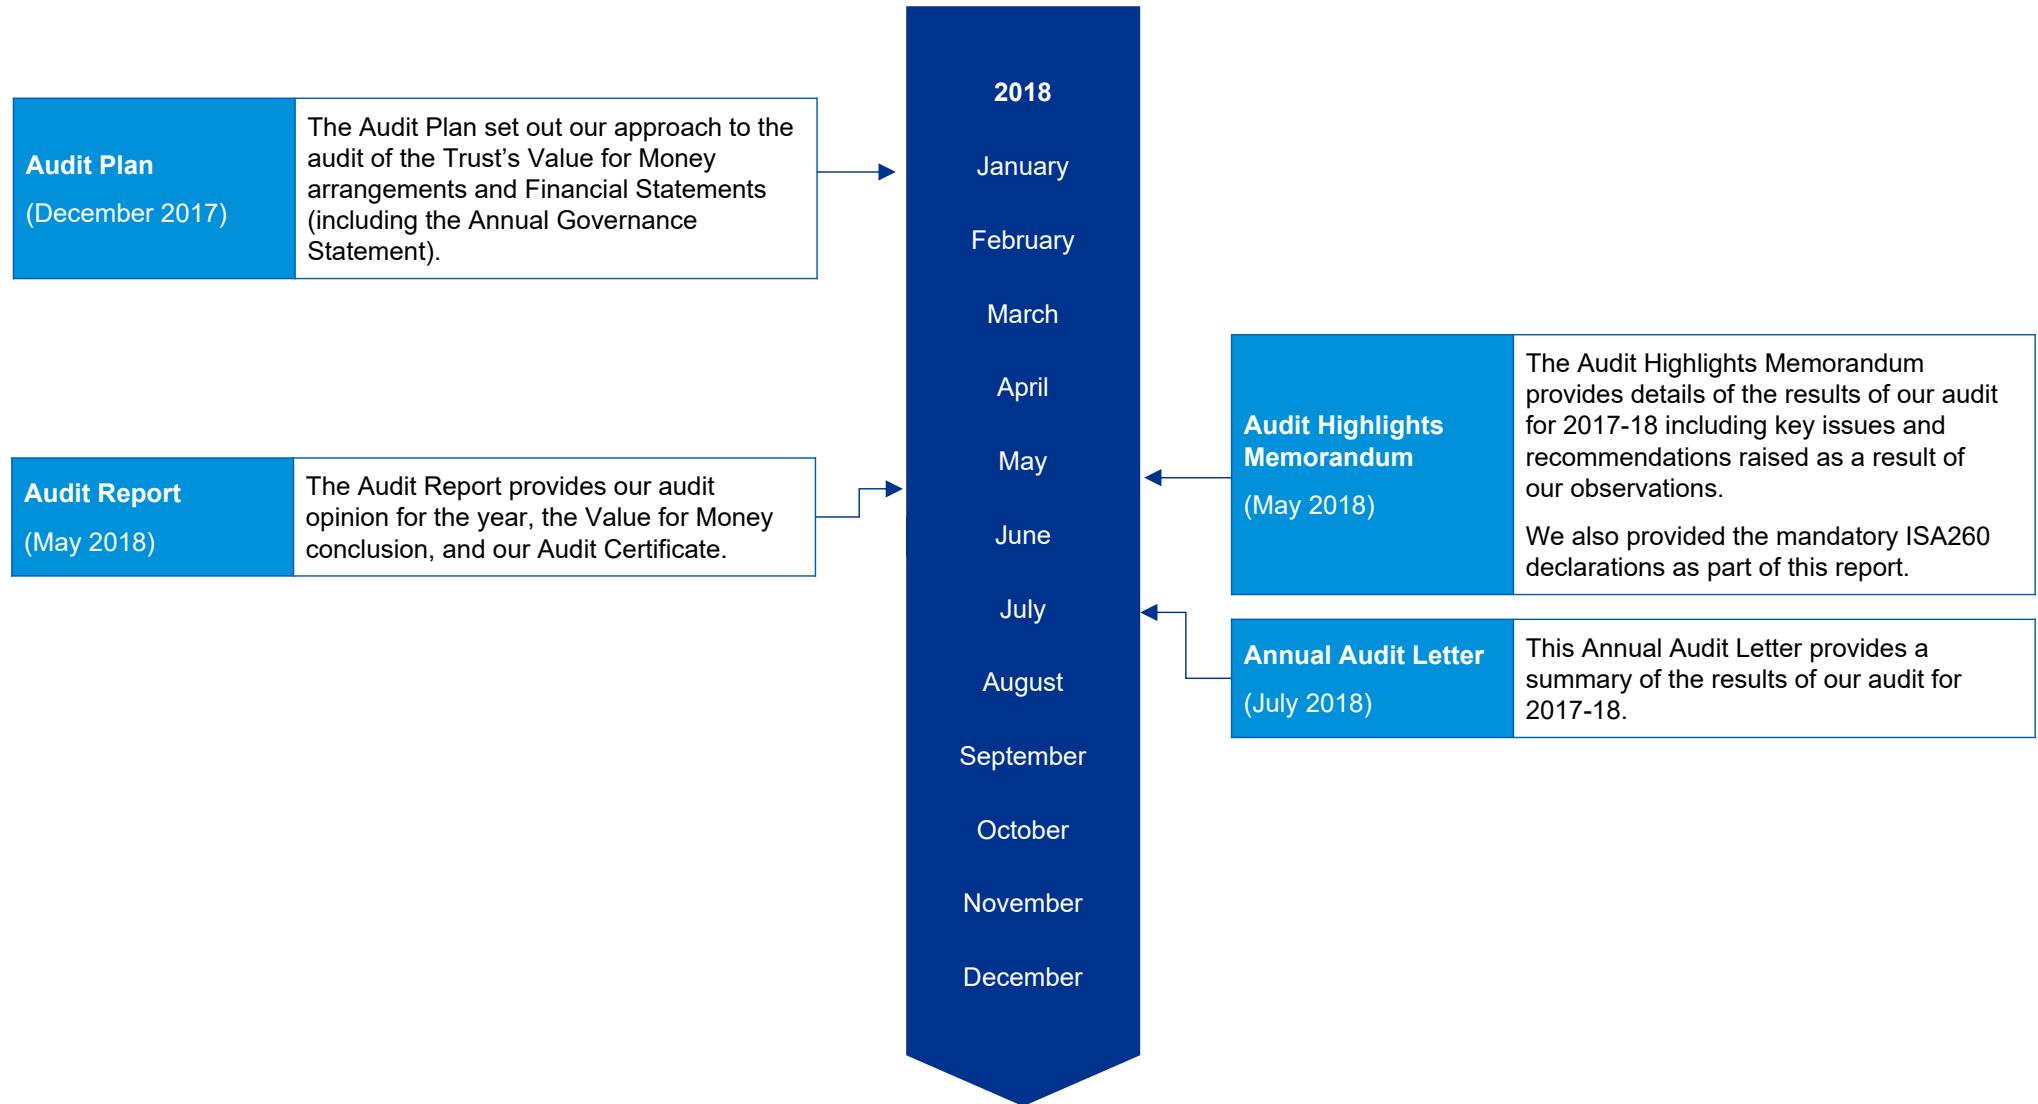 Audit Plan
(December 2017)
The Audit Plan set out our approach to the
audit of the Trust’s Value for Money
arrangements and Financial Statements
(including the Annual Governance
Statement).
Audit Report
(May 2018)
The Audit Report provides our audit
opinion for the year, the Value for Money
conclusion, and our Audit Certificate.
2018
January
February
March
April
May
June
July
August
September
October
November
December
Audit Highlights
Memorandum
(May 2018)
The Audit Highlights Memorandum
provides details of the results of our audit
for 2017-18 including key issues and
recommendations raised as a result of
our observations.
We also provided the mandatory ISA260
declarations as part of this report.
Annual Audit Letter
(July 2018)
This Annual Audit Letter provides a
summary of the results of our audit for
2017-18.